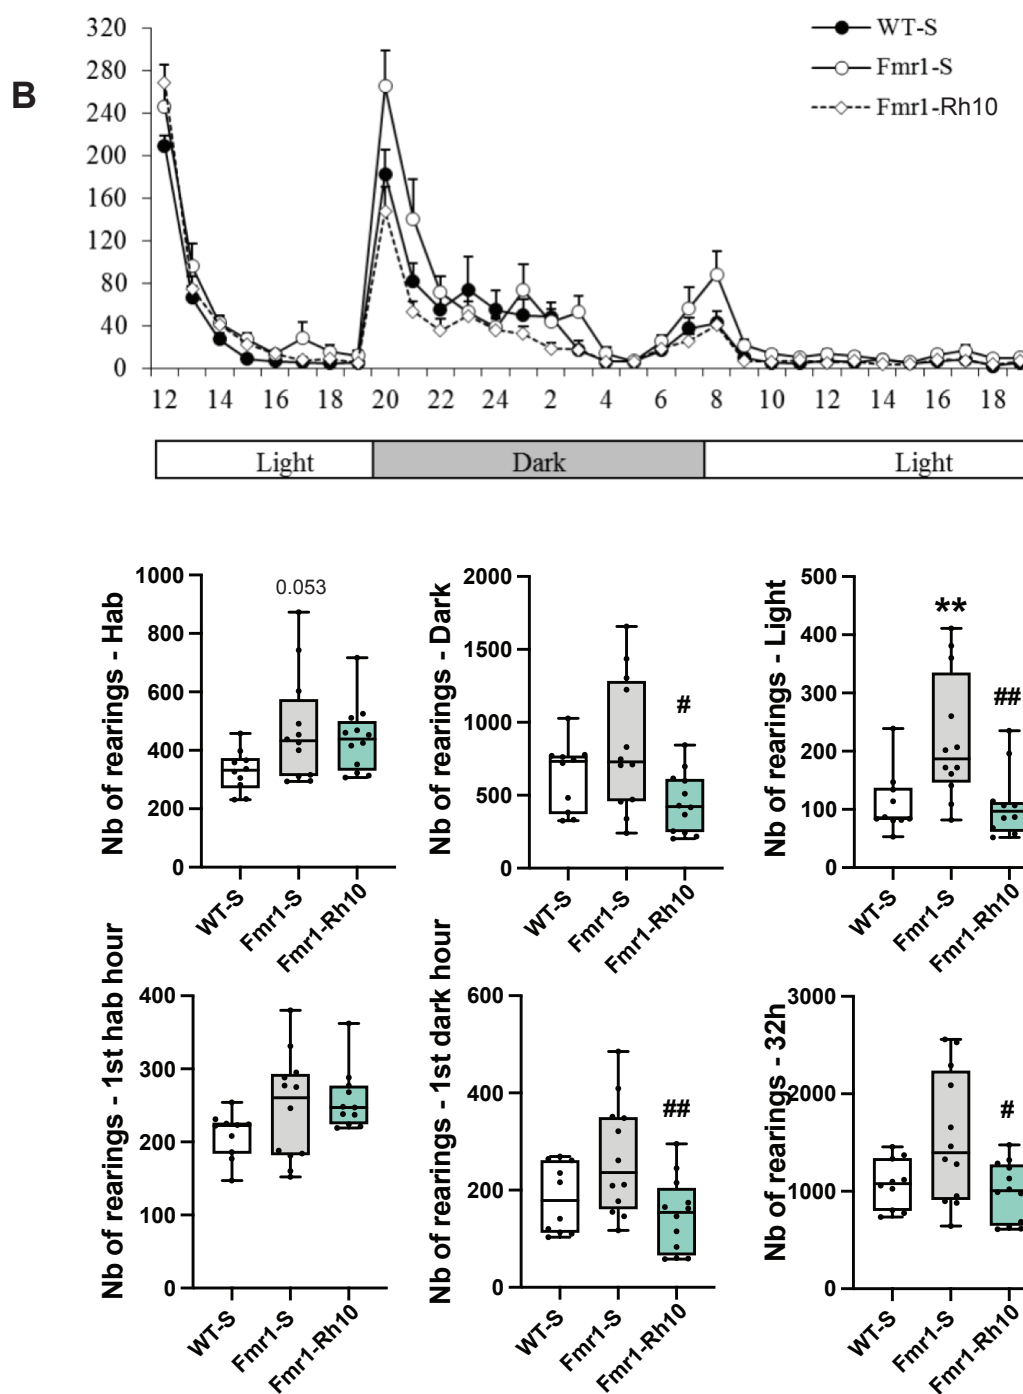 B
WT-S
Fmr1-S
Fmr1-Rh10
320
280
240
200
160
120
80
40
0
12 14 16 18 20 22 24 2 4 6 8 10 12 14 16 18
Light Dark Light
Nb of rearings - Hab
1000
800
600
400
200
0
0.053
WT-S
Fmr1-S
Fmr1-Rh10
Nb of rearings - Dark
2000
1500
1000
500
0
#
WT-S
Fmr1-S
Fmr1-Rh10
Nb of rearings - Light
500
400
300
200
100
0
**
##
WT-S
Fmr1-S
Fmr1-Rh10
Nb of rearings - 1st hab hour
400
300
200
100
0
WT-S
Fmr1-S
Fmr1-Rh10
Nb of rearings - 1st dark hour
600
400
200
0
##
WT-S
Fmr1-S
Fmr1-Rh10
Nb of rearings - 32h
3000
2000
1000
0
#
WT-S
Fmr1-S
Fmr1-Rh10